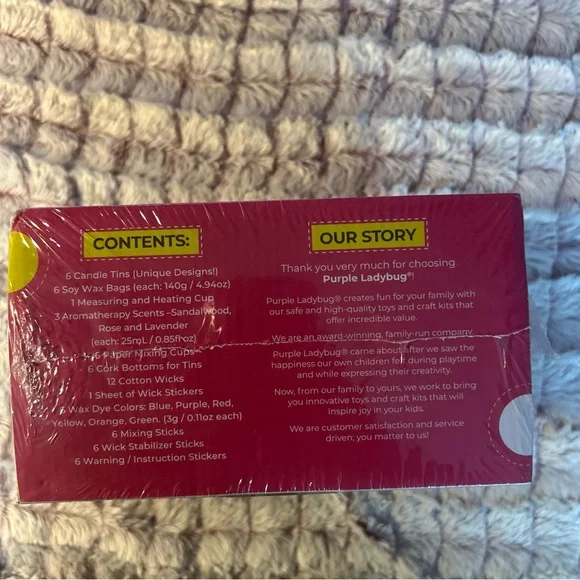 CONTENTS:
6 Candle Tins (Unique Designs!)
6 Soy Wax Bags (each: 140g / 4.94oz)
1 Measuring and Heating Cup
3 Aromatherapy Scents –Sandalwood,
Rose and Lavender
(each: 25mL / 0.85fl oz)
6 Paper Mixing Cups
6 Cork Bottoms for Tins
12 Cotton Wicks
1 Sheet of Wick Stickers
Wax Dye Colors: Blue, Purple, Red,
Yellow, Orange, Green. (3g / 0.11oz each)
6 Mixing Sticks
6 Wick Stabilizer Sticks
6 Warning / Instruction Stickers
OUR STORY
Thank you very much for choosing
Purple Ladybug®!
Purple Ladybug® creates fun for your family with
our safe and high-quality toys and craft kits that
offer incredible value.
We are an award-winning, family-run company.
Purple Ladybug® came about after we saw the
happiness our own children felt during playtime
and while expressing their creativity.
Now, from our family to yours, we work to bring
you innovative toys and craft kits that will
inspire joy in your kids.
We are customer satisfaction and service
driven; you matter to us!